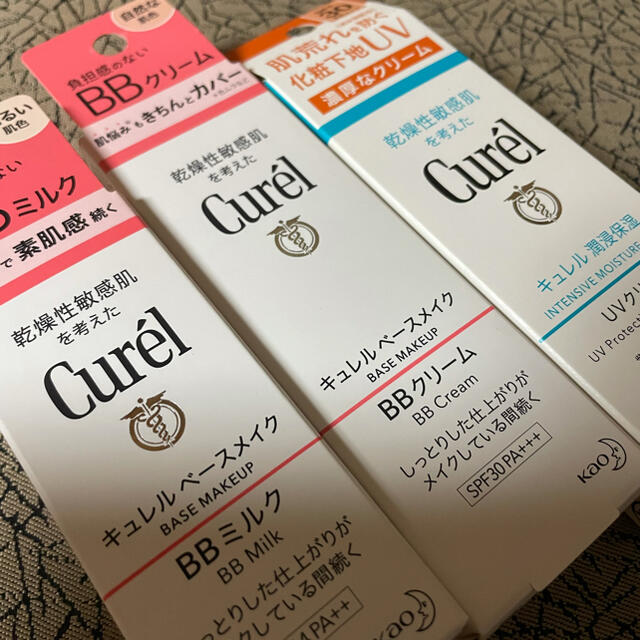 るい
肌色
ミルク
で 素肌感 続く
乾燥性敏感肌
を考えた
Curél
キュレル ベースメイク
BASE MAKEUP
BBミルク
BB Milk
っとりした仕上がりが
クしている間続く
PA++
自然な
肌色
負担感のない
BBクリーム
肌悩みもきちんとカバー
乾燥性敏感肌
を考えた
Curél
キュレル ベースメイク
BASE MAKEUP
BBクリーム
BB Cream
しっとりした仕上がりが
メイクしている間続く
SPF30 PA+++
Kao
30
肌荒れを防ぐ
化粧下地UV
濃厚なクリーム
乾燥性敏感肌
を考えた
Curél
キュレル 潤浸保湿
INTENSIVE MOISTURE
UVクリ
UV Protect
Kao